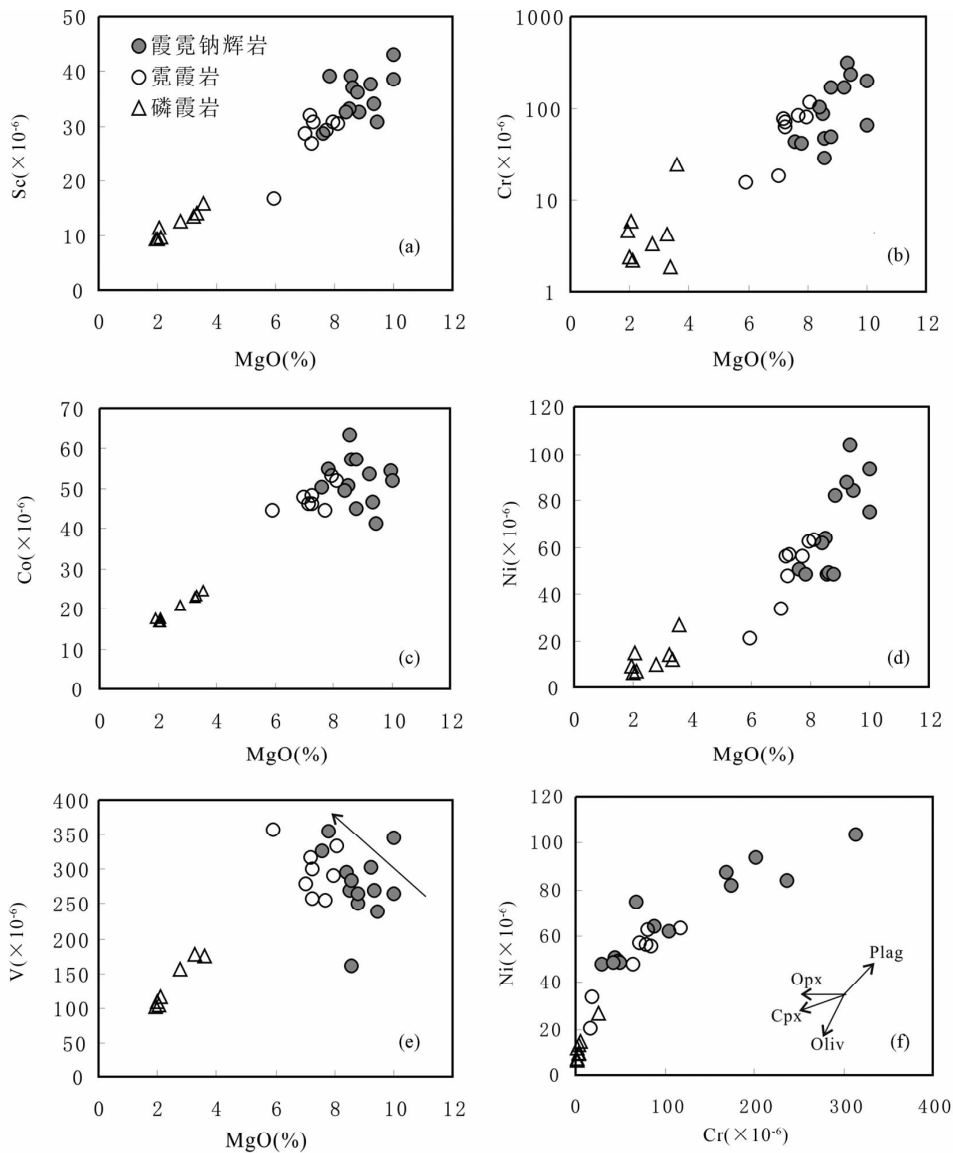 50
40
30
20
10
0
Sc(×10⁻⁶)
霞霓钠辉岩
霓霞岩
磷霞岩
(a)
0 2 4 6 8 10 12
MgO(%)
1000
100
10
1
Cr(×10⁻⁶)
(b)
0 2 4 6 8 10 12
MgO(%)
70
60
50
40
30
20
10
0
Co(×10⁻⁶)
(c)
0 2 4 6 8 10 12
MgO(%)
120
100
80
60
40
20
0
Ni(×10⁻⁶)
(d)
0 2 4 6 8 10 12
MgO(%)
400
350
300
250
200
150
100
50
0
V(×10⁻⁶)
(e)
0 2 4 6 8 10 12
MgO(%)
120
100
80
60
40
20
0
Ni(×10⁻⁶)
Plag
Opx
Cpx
Oliv
(f)
0 100 200 300 400
Cr(×10⁻⁶)